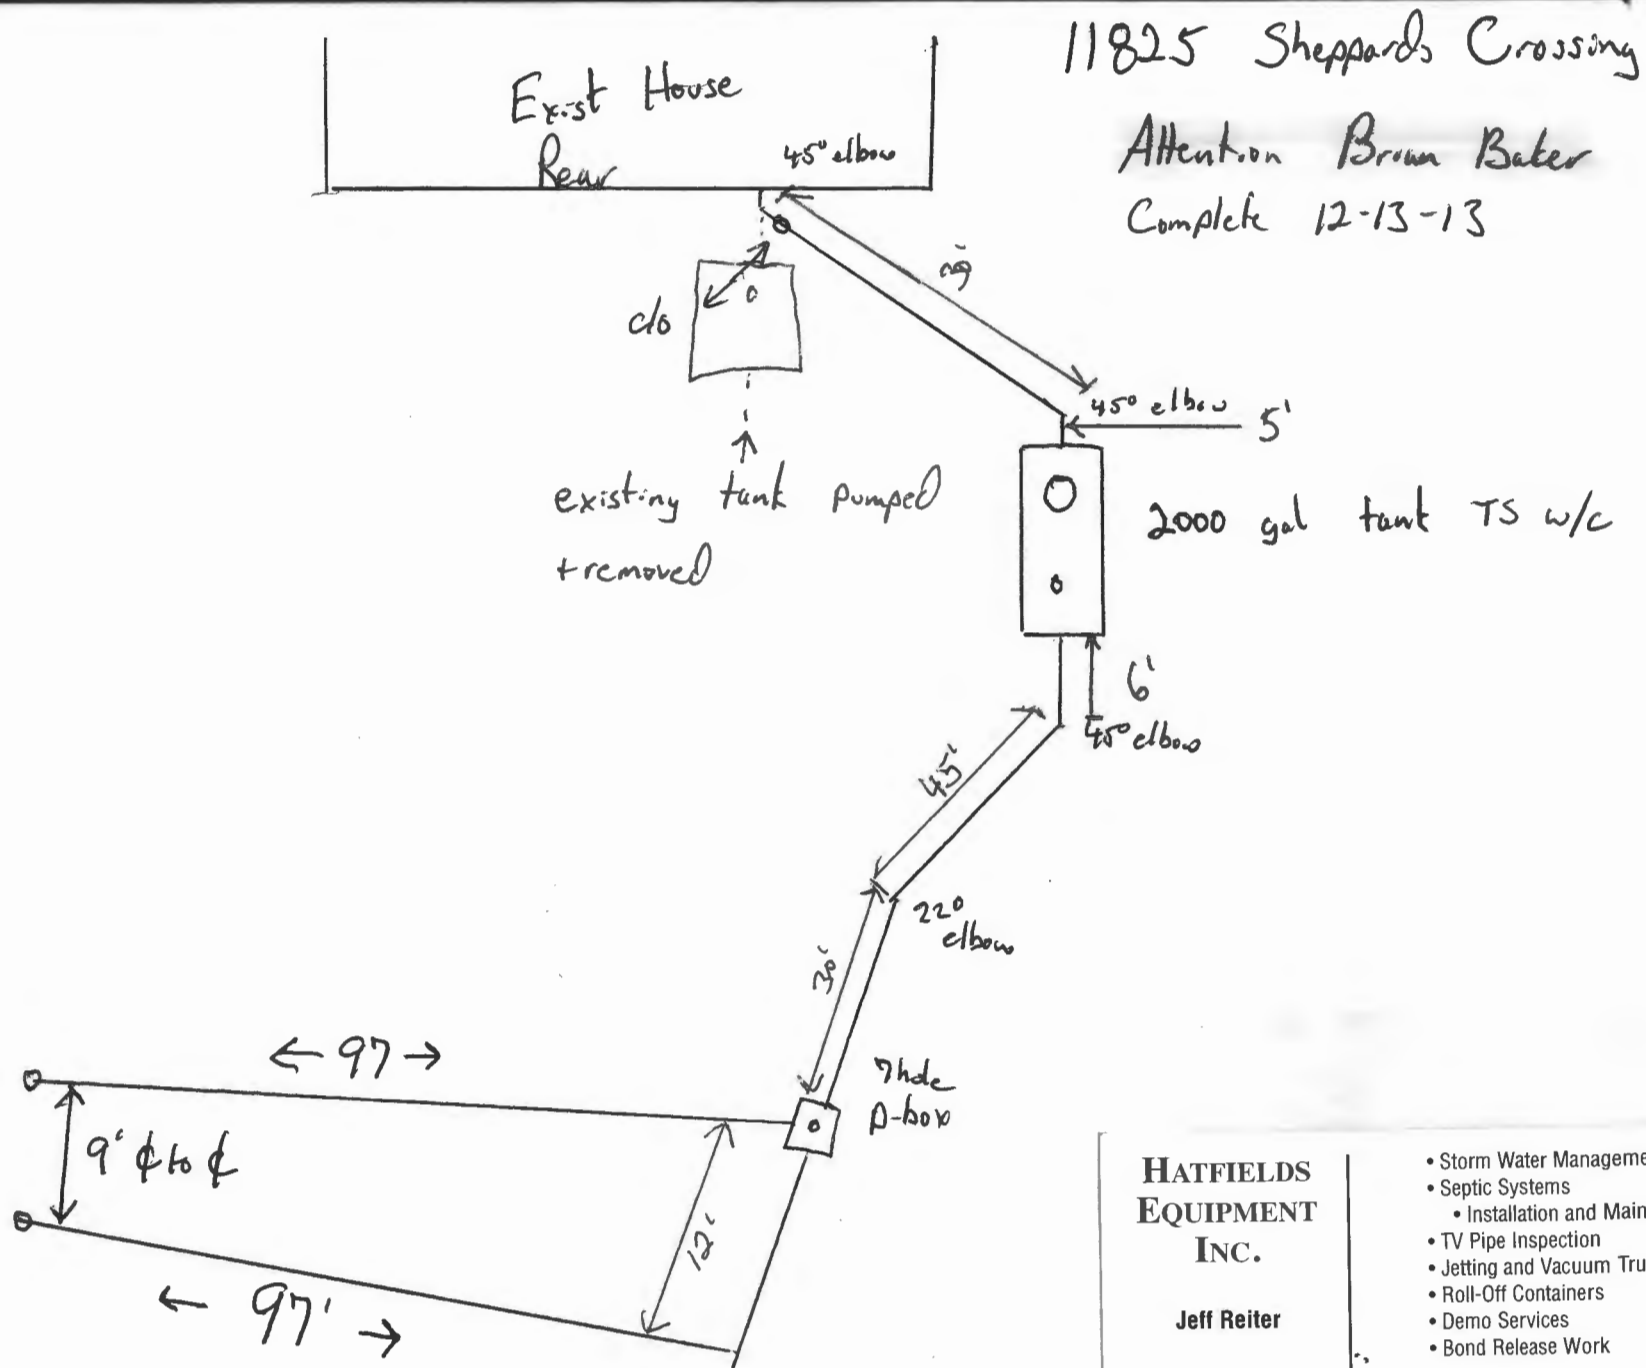 11825 Sheppards Crossing
Attention Brian Baker
Complete 12-13-13
Exist House
Rear
45° elbow
c/o
45° elbow
5'
existing tank pumped
+ removed
2000 gal tank TS w/c
6'
45° elbow
45'
22°
elbow
30'
7 hole
D-box
← 97 →
9' ¢ to ¢
12'
← 97' →
HATFIELDS
EQUIPMENT
INC.
Jeff Reiter
• Storm Water Manageme
• Septic Systems
• Installation and Main
• TV Pipe Inspection
• Jetting and Vacuum Tru
• Roll-Off Containers
• Demo Services
• Bond Release Work